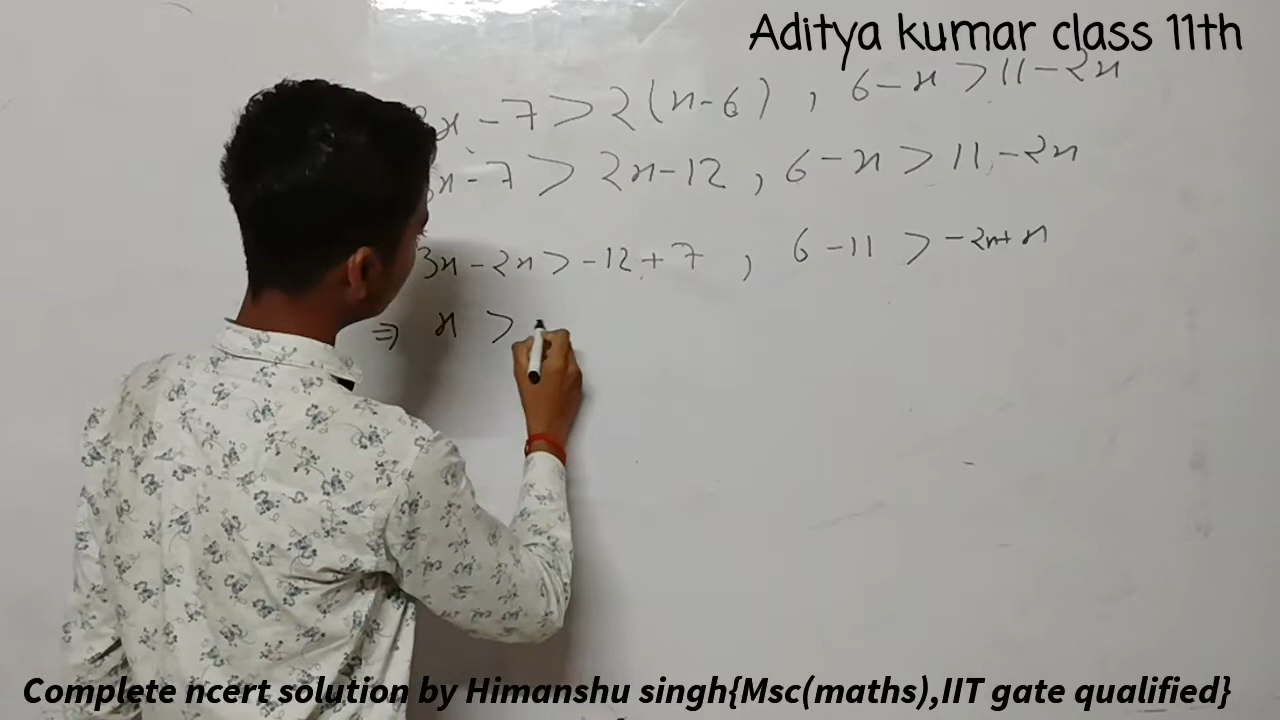 Aditya kumar class 11th
x - 7 > 2(x-6) , 6-x > 11-2x
3x-7 > 2x-12 , 6-x > 11-2x
3x-2x > -12+7 , 6-11 > -2x+x
⇒ x >
Complete ncert solution by Himanshu singh{Msc(maths),IIT gate qualified}